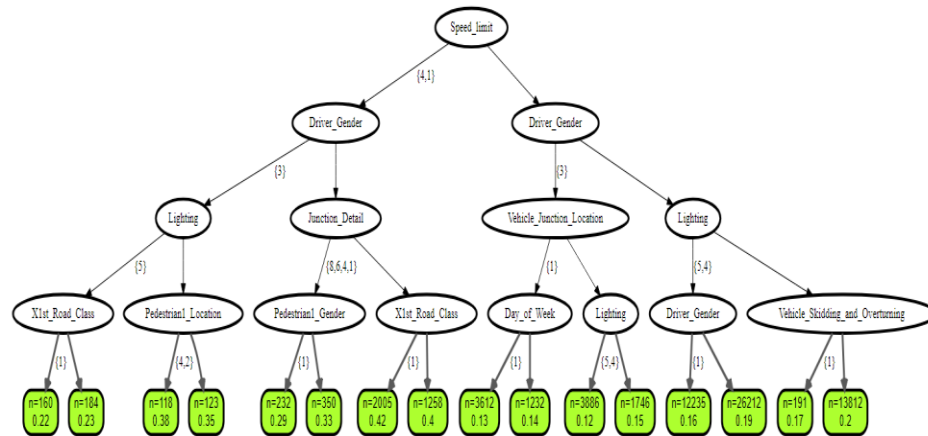 Speed_limit
{4,1}
Driver_Gender
Driver_Gender
{3}
{3}
Lighting
Junction_Detail
Vehicle_Junction_Location
Lighting
{5}
{8,6,4,1}
{1}
{5,4}
X1st_Road_Class
Pedestrian1_Location
Pedestrian1_Gender
X1st_Road_Class
Day_of_Week
Lighting
Driver_Gender
Vehicle_Skidding_and_Overturning
{1}
{4,2}
{1}
{1}
{1}
{5,4}
{1}
{1}
n=160
0.22
n=184
0.23
n=118
0.38
n=123
0.35
n=232
0.29
n=350
0.33
n=2005
0.42
n=1258
0.4
n=3612
0.13
n=1232
0.14
n=3886
0.12
n=1746
0.15
n=12235
0.16
n=26212
0.19
n=191
0.17
n=13812
0.2